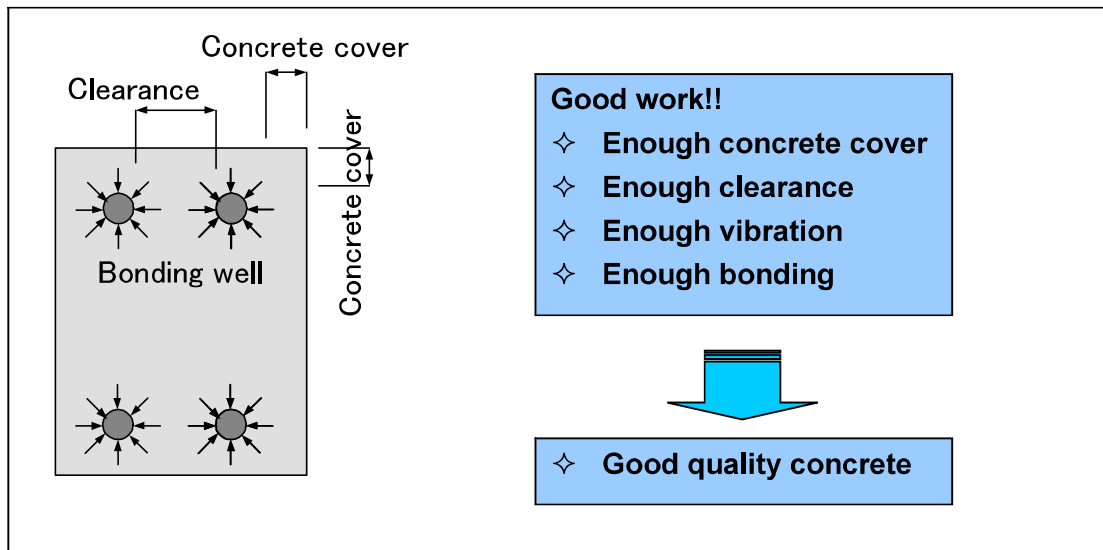 Concrete cover
Clearance
Concrete cover
Bonding well
Good work!!
✧ Enough concrete cover
✧ Enough clearance
✧ Enough vibration
✧ Enough bonding
✧ Good quality concrete